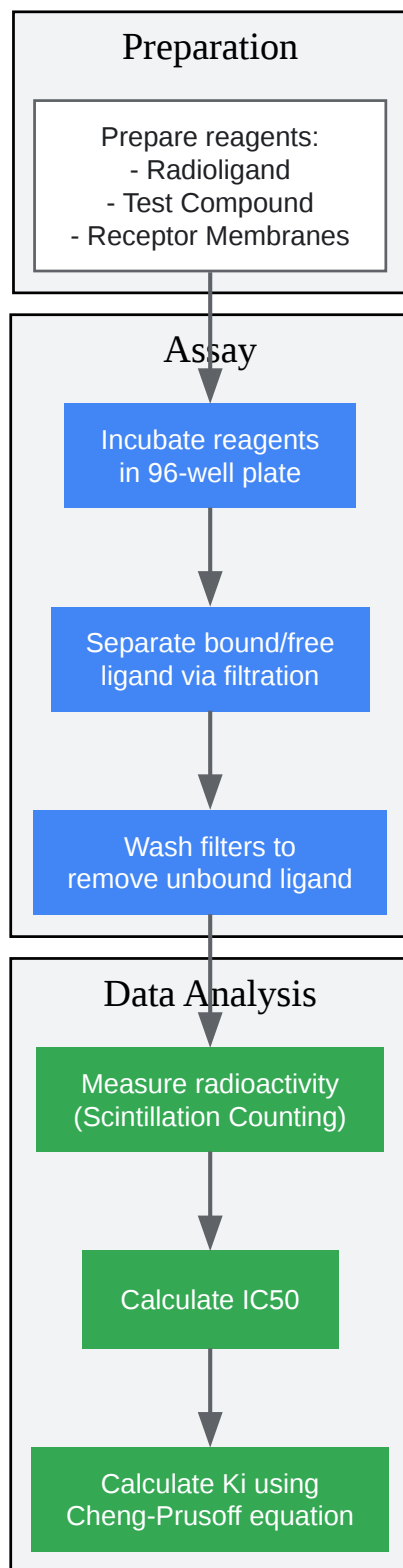 Preparation
Prepare reagents:
- Radioligand
- Test Compound
- Receptor Membranes
Assay
Incubate reagents
in 96-well plate
Separate bound/free
ligand via filtration
Wash filters to
remove unbound ligand
Data Analysis
Measure radioactivity
(Scintillation Counting)
Calculate IC50
Calculate Ki using
Cheng-Prusoff equation